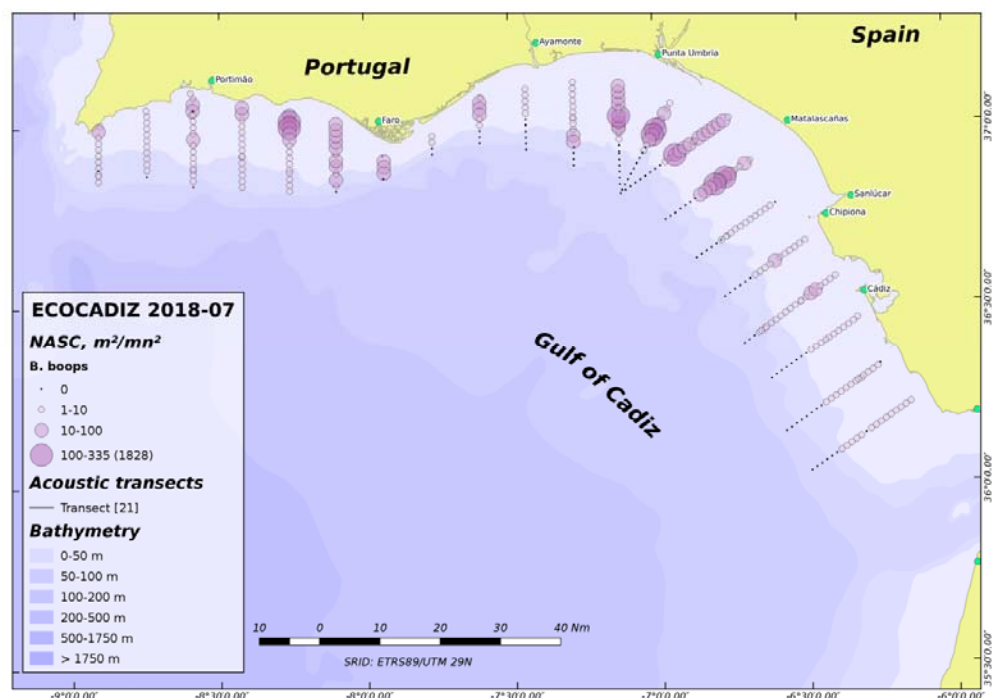 Spain
Portugal
Ayamonte
Punta Umbria
Portimão
Faro
Matalascañas
Sanlúcar
Chipiona
Cádiz
Gulf of Cadiz
37°0'0.00"
36°30'0.00"
36°0'0.00"
35°30'0.00"
ECOCADIZ 2018-07
NASC, m²/mn²
B. boops
0
1-10
10-100
100-335 (1828)
Acoustic transects
Transect [21]
Bathymetry
0-50 m
50-100 m
100-200 m
200-500 m
500-1750 m
> 1750 m
10 0 10 20 30 40 Nm
SRID: ETRS89/UTM 29N
-9°0'0.00" -8°30'0.00" -8°0'0.00" -7°30'0.00" -7°0'0.00" -6°30'0.00" -6°0'0.00"